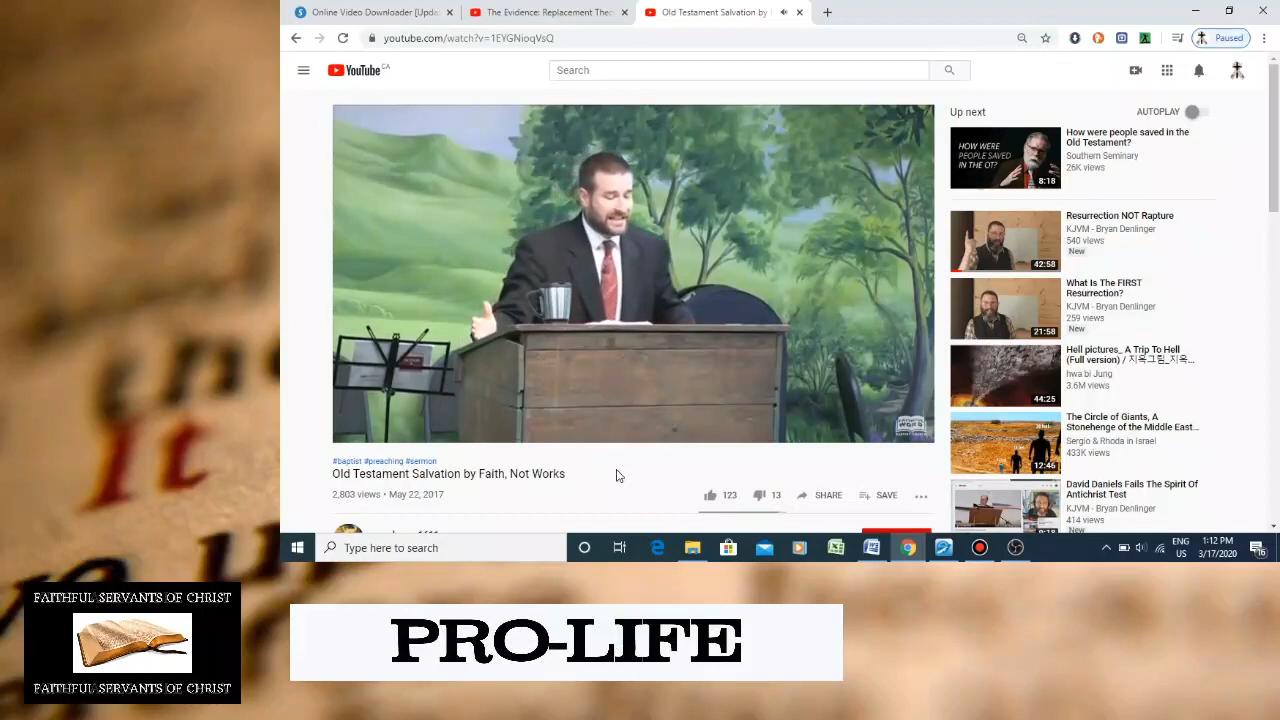 Online Video Downloader [Upda
The Evidence: Replacement Theo
Old Testament Salvation by
youtube.com/watch?v=1EYGNioqVsQ
Paused
YouTube CA
Search
Up next
AUTOPLAY
HOW WERE
PEOPLE SAVED
IN THE OT?
8:18
How were people saved in the
Old Testament?
Southern Seminary
26K views
42:58
Resurrection NOT Rapture
KJVM - Bryan Denlinger
540 views
New
21:58
What Is The FIRST
Resurrection?
KJVM - Bryan Denlinger
259 views
New
44:25
Hell pictures_ A Trip To Hell
(Full version) / 지옥그림_지옥...
hwa bi Jung
3.6M views
12:46
The Circle of Giants, A
Stonehenge of the Middle East...
Sergio & Rhoda in Israel
433K views
David Daniels Fails The Spirit Of
Antichrist Test
KJVM - Bryan Denlinger
414 views
New
#baptist #preaching #sermon
Old Testament Salvation by Faith, Not Works
2,803 views • May 22, 2017
123
13
SHARE
SAVE
Type here to search
ENG
US
1:12 PM
3/17/2020
16
It
FAITHFUL SERVANTS OF CHRIST
FAITHFUL SERVANTS OF CHRIST
PRO-LIFE